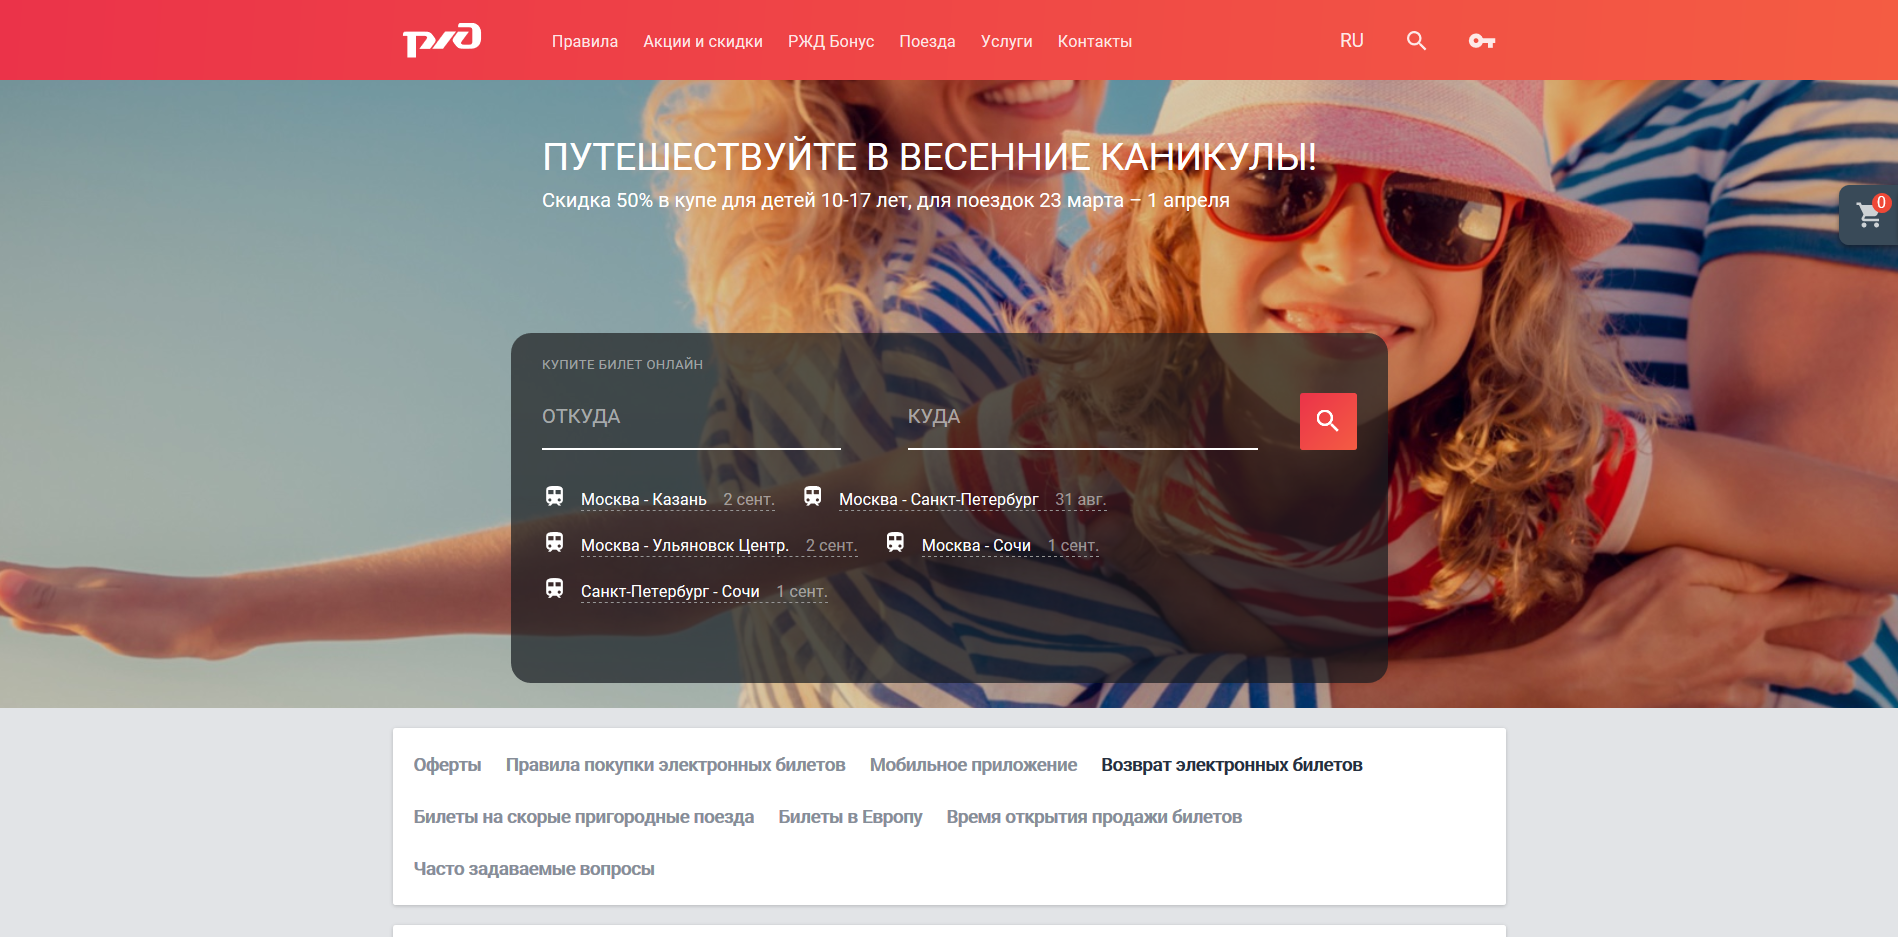 РЖД
Правила Акции и скидки РЖД Бонус Поезда Услуги Контакты RU
ПУТЕШЕСТВУЙТЕ В ВЕСЕННИЕ КАНИКУЛЫ!
Скидка 50% в купе для детей 10-17 лет, для поездок 23 марта – 1 апреля
0
КУПИТЕ БИЛЕТ ОНЛАЙН
ОТКУДА КУДА
Москва - Казань 2 сент. Москва - Санкт-Петербург 31 авг.
Москва - Ульяновск Центр. 2 сент. Москва - Сочи 1 сент.
Санкт-Петербург - Сочи 1 сент.
Оферты Правила покупки электронных билетов Мобильное приложение Возврат электронных билетов
Билеты на скорые пригородные поезда Билеты в Европу Время открытия продажи билетов
Часто задаваемые вопросы